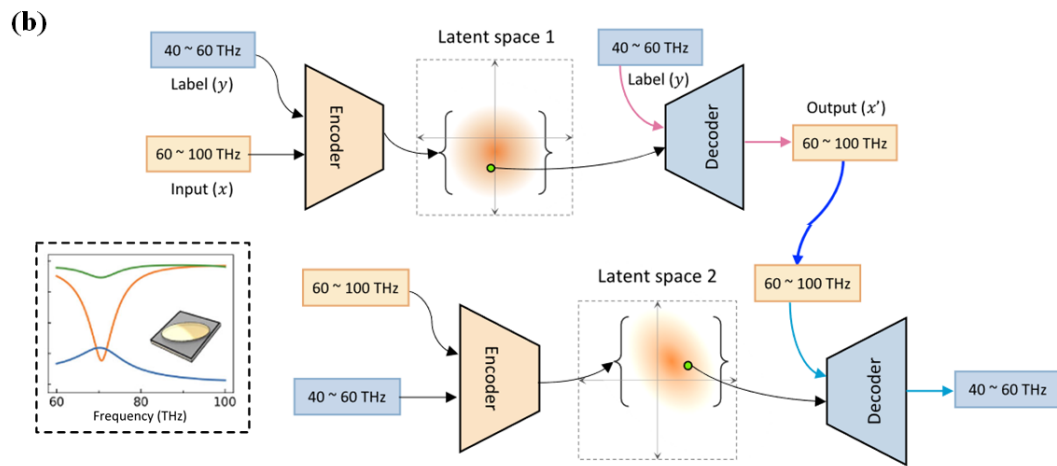 (b)
40 ~ 60 THz
Label (y)
60 ~ 100 THz
Input (x)
Encoder
Latent space 1
40 ~ 60 THz
Label (y)
Decoder
Output (x′)
60 ~ 100 THz
60 80 100
Frequency (THz)
60 ~ 100 THz
40 ~ 60 THz
Encoder
Latent space 2
60 ~ 100 THz
Decoder
40 ~ 60 THz